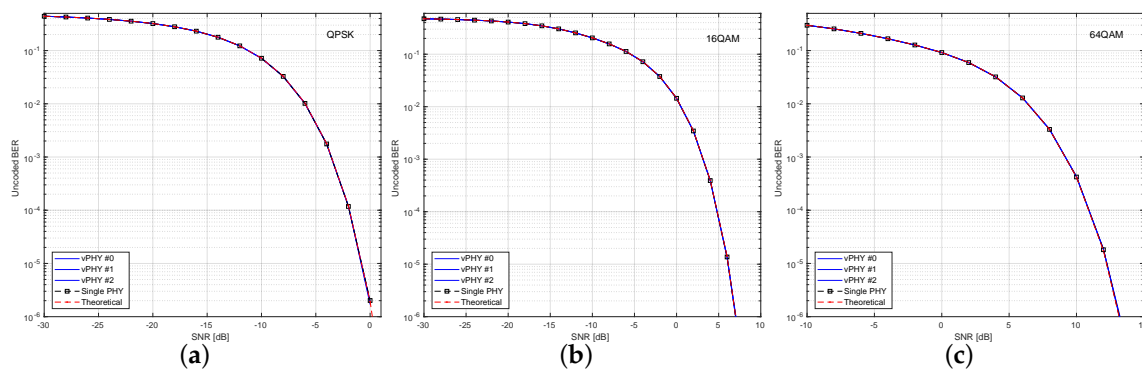 QPSK
Uncoded BER
10^-1
10^-2
10^-3
10^-4
10^-5
10^-6
vPHY #0
vPHY #1
vPHY #2
Single PHY
Theoretical
-30 -25 -20 -15 -10 -5 0
SNR [dB]
(a)
16QAM
Uncoded BER
10^-1
10^-2
10^-3
10^-4
10^-5
10^-6
vPHY #0
vPHY #1
vPHY #2
Single PHY
Theoretical
-30 -25 -20 -15 -10 -5 0 5 10
SNR [dB]
(b)
64QAM
Uncoded BER
10^-1
10^-2
10^-3
10^-4
10^-5
10^-6
vPHY #0
vPHY #1
vPHY #2
Single PHY
Theoretical
-10 -5 0 5 10 15
SNR [dB]
(c)